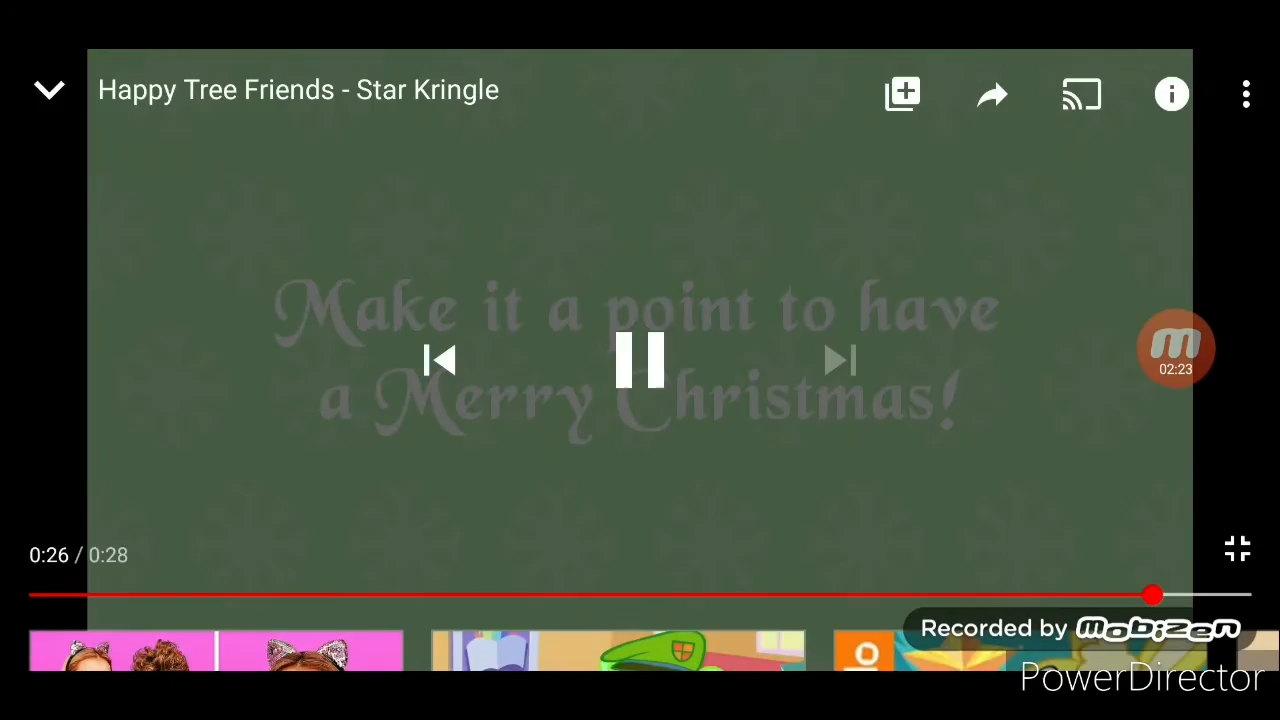 Happy Tree Friends - Star Kringle
Make it a point to have
a Merry Christmas!
02:23
0:26 / 0:28
Recorded by Mobizen
PowerDirector